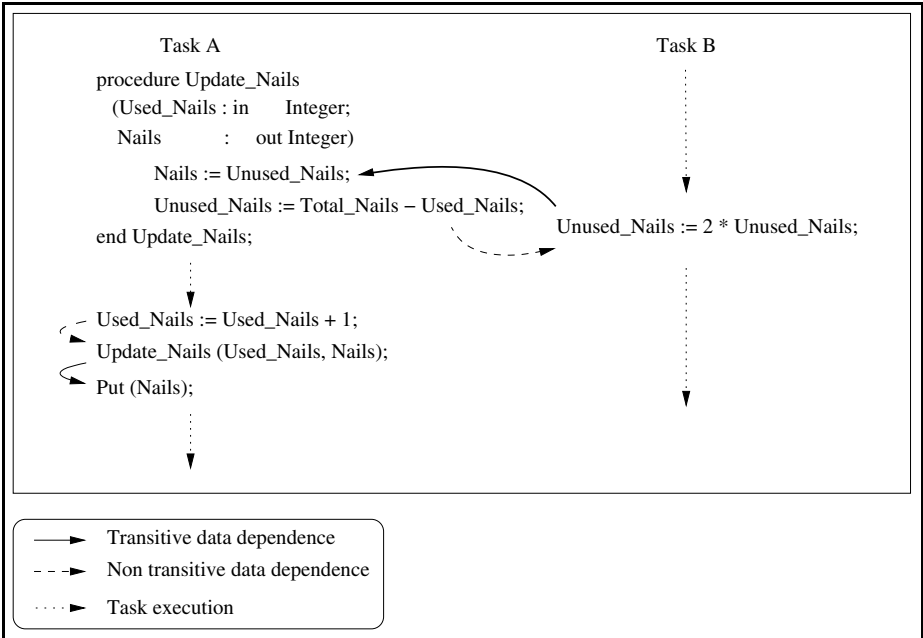 Task A
Task B
procedure Update_Nails
(Used_Nails : in Integer;
Nails : out Integer)
Nails := Unused_Nails;
Unused_Nails := Total_Nails − Used_Nails;
Unused_Nails := 2 * Unused_Nails;
end Update_Nails;
Used_Nails := Used_Nails + 1;
Update_Nails (Used_Nails, Nails);
Put (Nails);
Transitive data dependence
Non transitive data dependence
Task execution